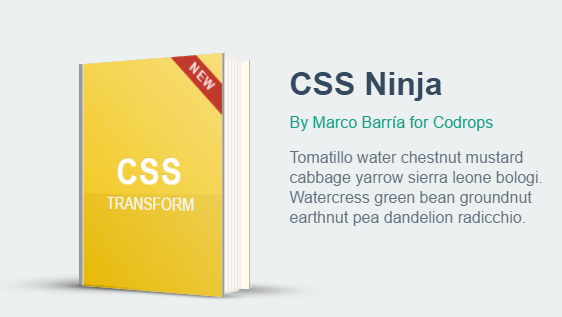 NEW
CSS
TRANSFORM
CSS Ninja
By Marco Barría for Codrops
Tomatillo water chestnut mustard
cabbage yarrow sierra leone bologi.
Watercress green bean groundnut
earthnut pea dandelion radicchio.